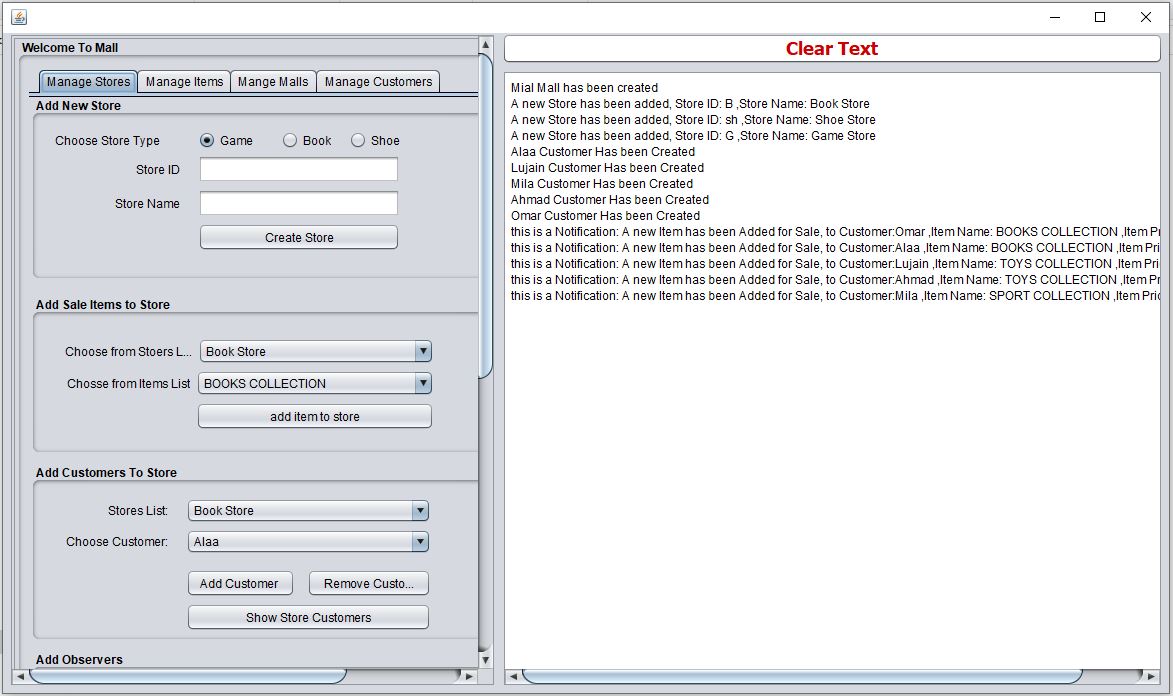 Welcome To Mall
Manage Stores Manage Items Mange Malls Manage Customers
Add New Store
Choose Store Type Game Book Shoe
Store ID
Store Name
Create Store
Add Sale Items to Store
Choose from Stoers L... Book Store
Chosse from Items List BOOKS COLLECTION
add item to store
Add Customers To Store
Stores List: Book Store
Choose Customer: Alaa
Add Customer Remove Custo...
Show Store Customers
Add Observers
Clear Text
Mial Mall has been created
A new Store has been added, Store ID: B ,Store Name: Book Store
A new Store has been added, Store ID: sh ,Store Name: Shoe Store
A new Store has been added, Store ID: G ,Store Name: Game Store
Alaa Customer Has been Created
Lujain Customer Has been Created
Mila Customer Has been Created
Ahmad Customer Has been Created
Omar Customer Has been Created
this is a Notification: A new Item has been Added for Sale, to Customer:Omar ,Item Name: BOOKS COLLECTION ,Item Pr
this is a Notification: A new Item has been Added for Sale, to Customer:Alaa ,Item Name: BOOKS COLLECTION ,Item Pri
this is a Notification: A new Item has been Added for Sale, to Customer:Lujain ,Item Name: TOYS COLLECTION ,Item Pri
this is a Notification: A new Item has been Added for Sale, to Customer:Ahmad ,Item Name: TOYS COLLECTION ,Item Pr
this is a Notification: A new Item has been Added for Sale, to Customer:Mila ,Item Name: SPORT COLLECTION ,Item Pric